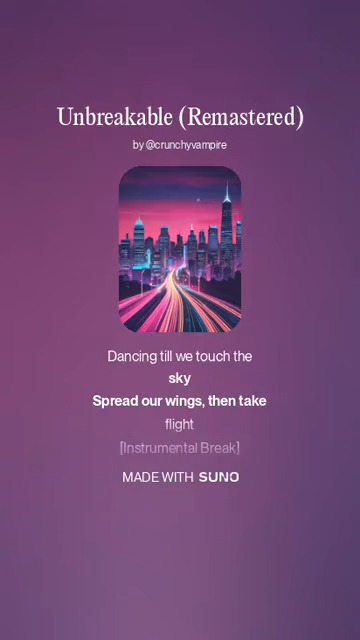 Unbreakable (Remastered)
by @crunchyvampire
Dancing till we touch the
sky
Spread our wings, then take
flight
[Instrumental Break]
MADE WITH SUNO